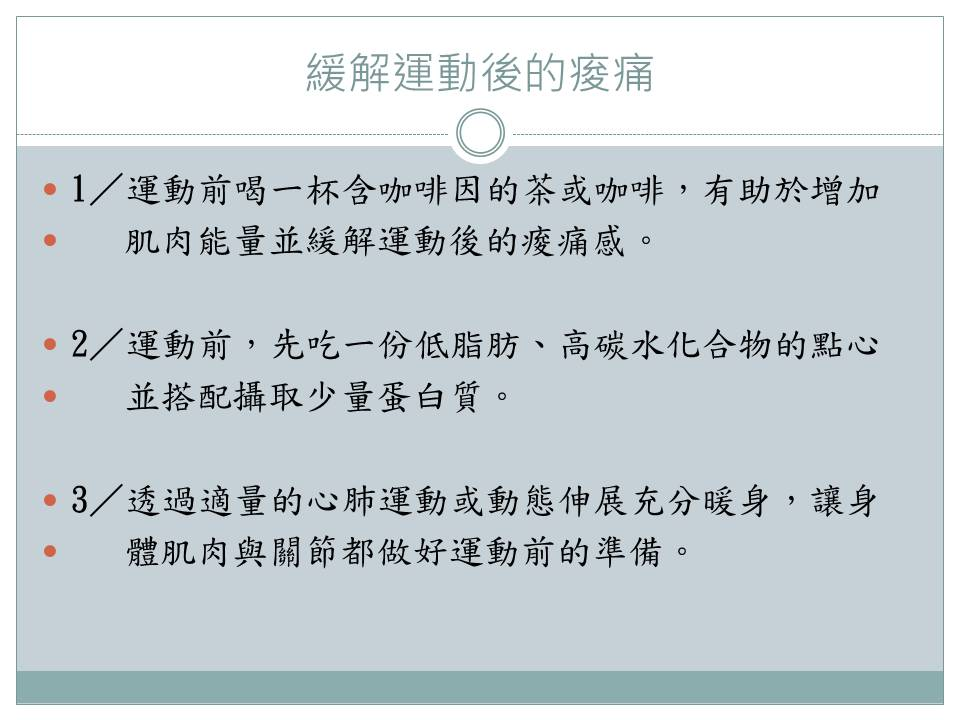 緩解運動後的痠痛
1／運動前喝一杯含咖啡因的茶或咖啡，有助於增加
肌肉能量並緩解運動後的痠痛感。
2／運動前，先吃一份低脂肪、高碳水化合物的點心
並搭配攝取少量蛋白質。
3／透過適量的心肺運動或動態伸展充分暖身，讓身
體肌肉與關節都做好運動前的準備。